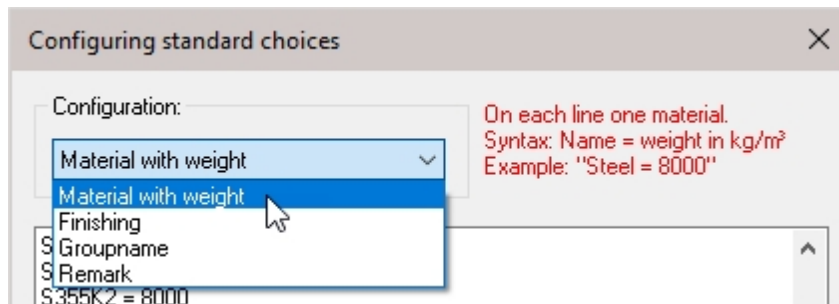 Configuring standard choices
Configuration:
On each line one material.
Syntax: Name = weight in kg/m³
Example: "Steel = 8000"
Material with weight
Material with weight
Finishing
Groupname
Remark
S
S
S355K2 = 8000